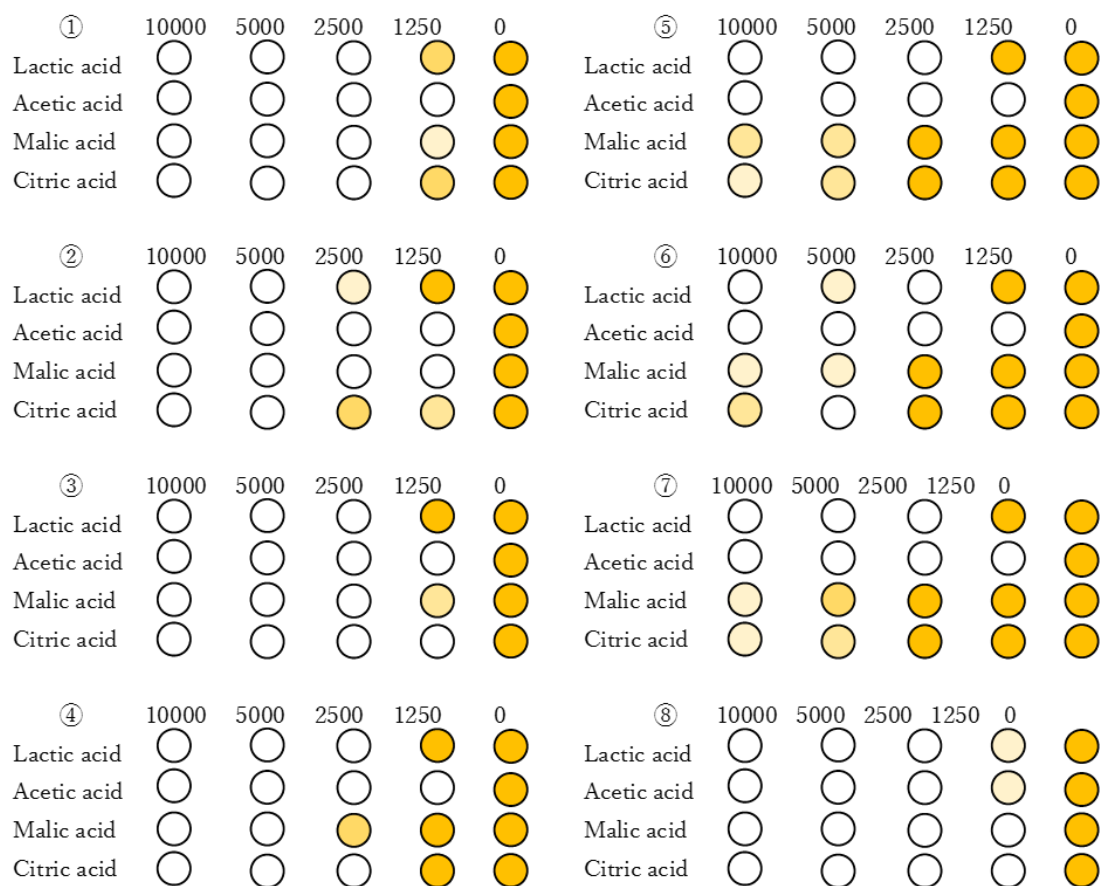 ① 10000 5000 2500 1250 0
Lactic acid
Acetic acid
Malic acid
Citric acid
② 10000 5000 2500 1250 0
Lactic acid
Acetic acid
Malic acid
Citric acid
③ 10000 5000 2500 1250 0
Lactic acid
Acetic acid
Malic acid
Citric acid
④ 10000 5000 2500 1250 0
Lactic acid
Acetic acid
Malic acid
Citric acid
⑤ 10000 5000 2500 1250 0
Lactic acid
Acetic acid
Malic acid
Citric acid
⑥ 10000 5000 2500 1250 0
Lactic acid
Acetic acid
Malic acid
Citric acid
⑦ 10000 5000 2500 1250 0
Lactic acid
Acetic acid
Malic acid
Citric acid
⑧ 10000 5000 2500 1250 0
Lactic acid
Acetic acid
Malic acid
Citric acid